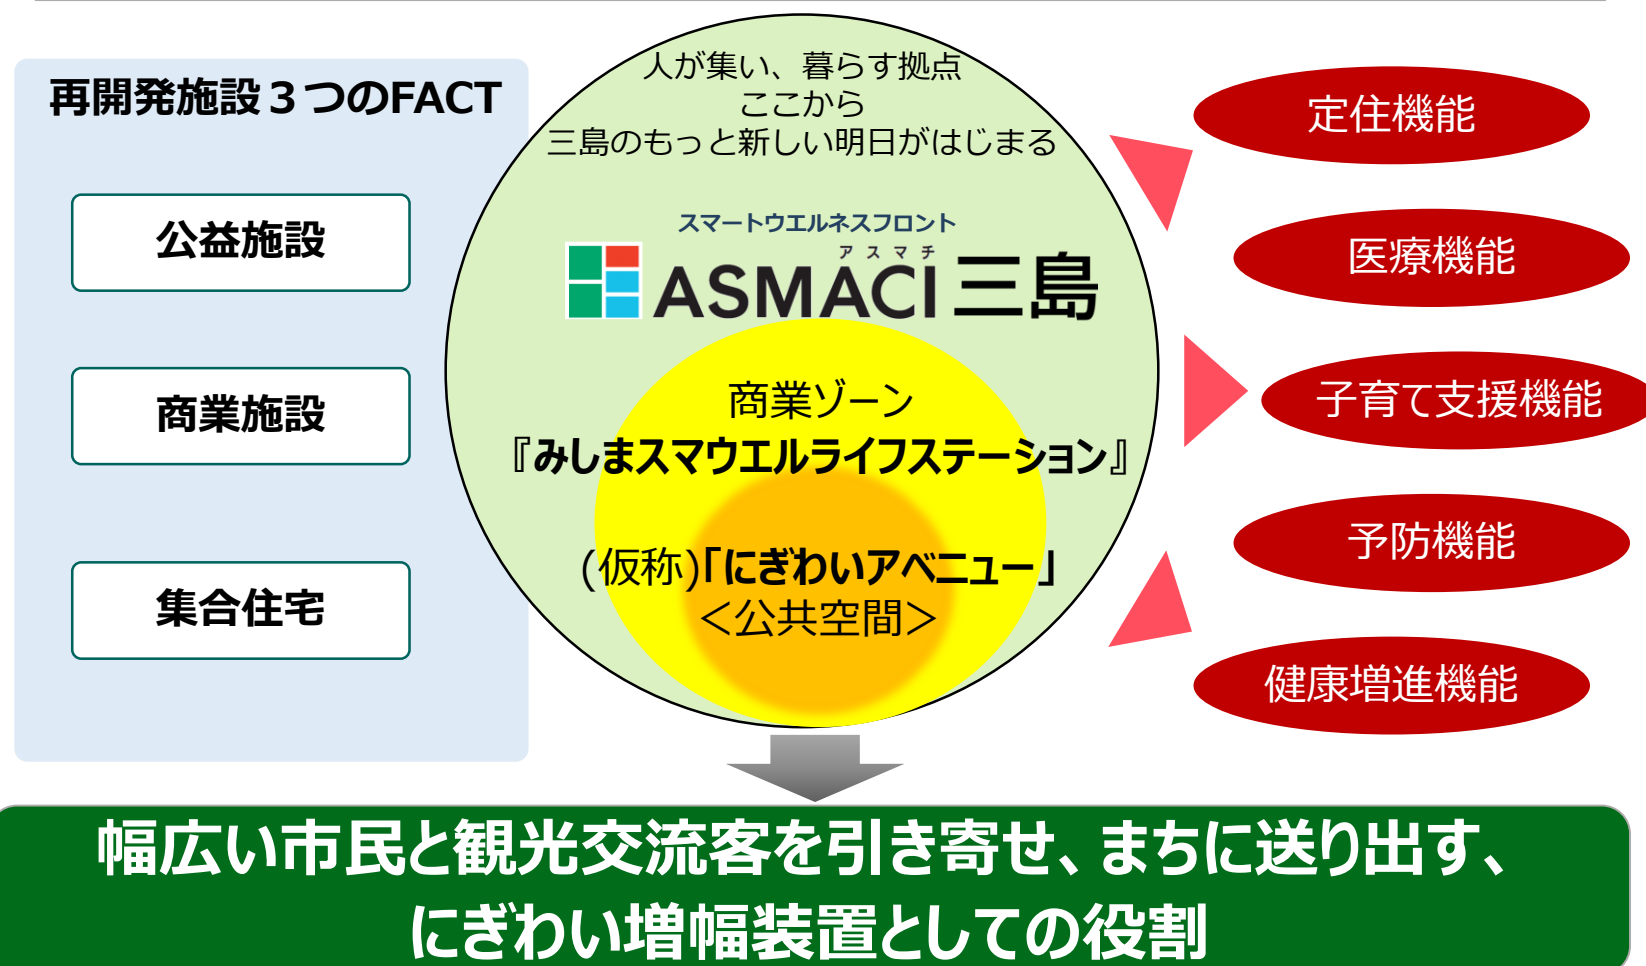 再開発施設３つのFACT
公益施設
商業施設
集合住宅
人が集い、暮らす拠点
ここから
三島のもっと新しい明日がはじまる
スマートウエルネスフロント
アスマチ
ASMACI三島
商業ゾーン
『みしまスマウエルライフステーション』
(仮称)「にぎわいアベニュー」
＜公共空間＞
定住機能
医療機能
子育て支援機能
予防機能
健康増進機能
幅広い市民と観光交流客を引き寄せ、まちに送り出す、
にぎわい増幅装置としての役割